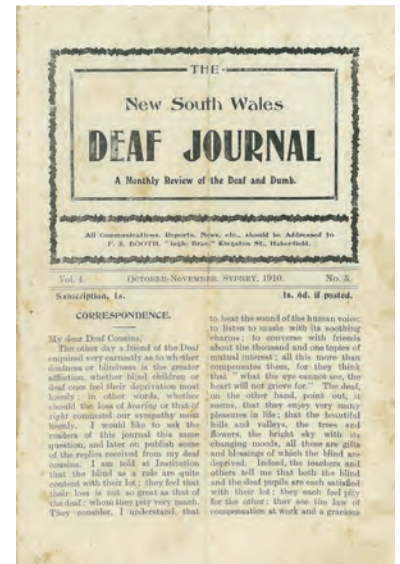 THE
New South Wales
DEAF JOURNAL
A Monthly Review of the Deaf and Dumb.
All Communications, Reports, News, etc., should be Addressed to
F. S. BOOTH, "Ingle Brae," Kingston St., Haberfield.
Vol. 4. OCTOBER-NOVEMBER, SYDNEY, 1910. No. 5.
Subscription, 1s. 1s. 6d. if posted.
CORRESPONDENCE.
My dear Deaf Cousins,
The other day a friend of the Deaf
enquired very earnestly as to whether
deafness or blindness is the greater
affliction, whether blind children or
deaf ones feel their deprivation most
keenly; in other words, whether
should the loss of hearing or that of
sight command our sympathy most
keenly. I would like to ask the
readers of this journal this same
question, and later on publish some
of the replies received from my deaf
cousins. I am told at Institution
that the blind as a rule are quite
content with their lot; they feel that
their loss is not so great as that of
the deaf; whom they pity very much.
They consider, I understand, that
to hear the sound of the human voice;
to listen to music with its soothing
charms; to converse with friends
about the thousand and one topics of
mutual interest; all this more than
compensates them, for they think
that "what the eye cannot see, the
heart will not grieve for." The deaf,
on the other hand, point out, it
seems, that they enjoy very many
pleasures in life; that the beautiful
hills and valleys, the trees and
flowers, the bright sky with its
changing moods, all these are gifts
and blessings of which the blind are
deprived. Indeed, the teachers and
others tell me that both the blind
and the deaf pupils are each satisfied
with their lot; they each feel pity
for the other; they see the law of
compensation at work and a gracious